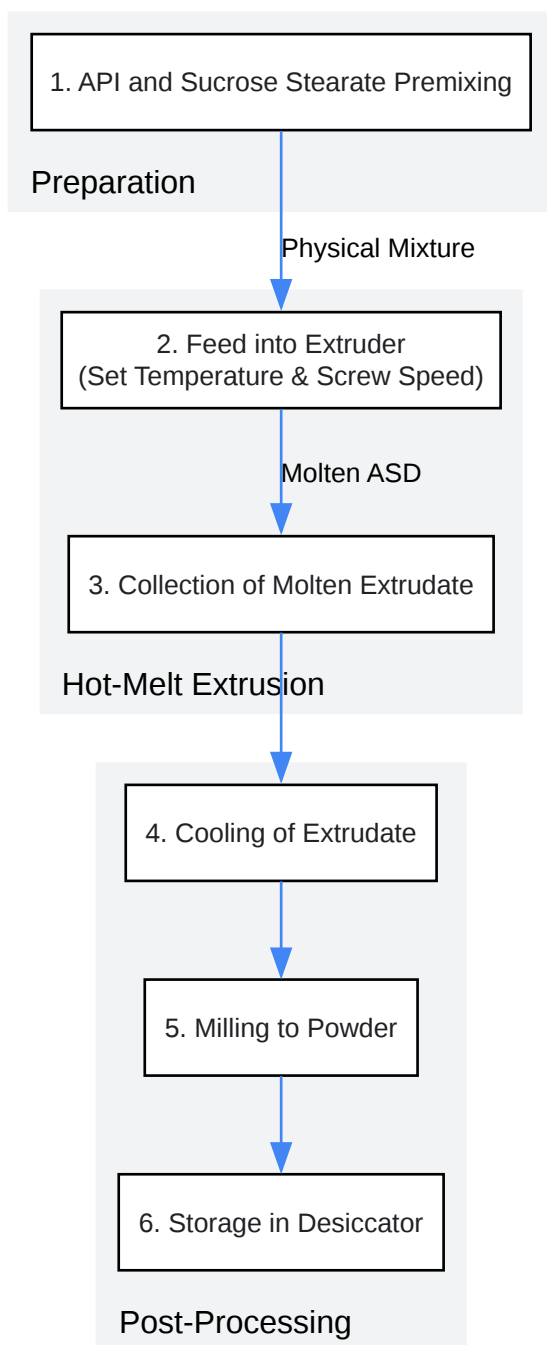 1. API and Sucrose Stearate Premixing
Preparation
Physical Mixture
2. Feed into Extruder
(Set Temperature & Screw Speed)
Molten ASD
3. Collection of Molten Extrudate
Hot-Melt Extrusion
4. Cooling of Extrudate
5. Milling to Powder
6. Storage in Desiccator
Post-Processing